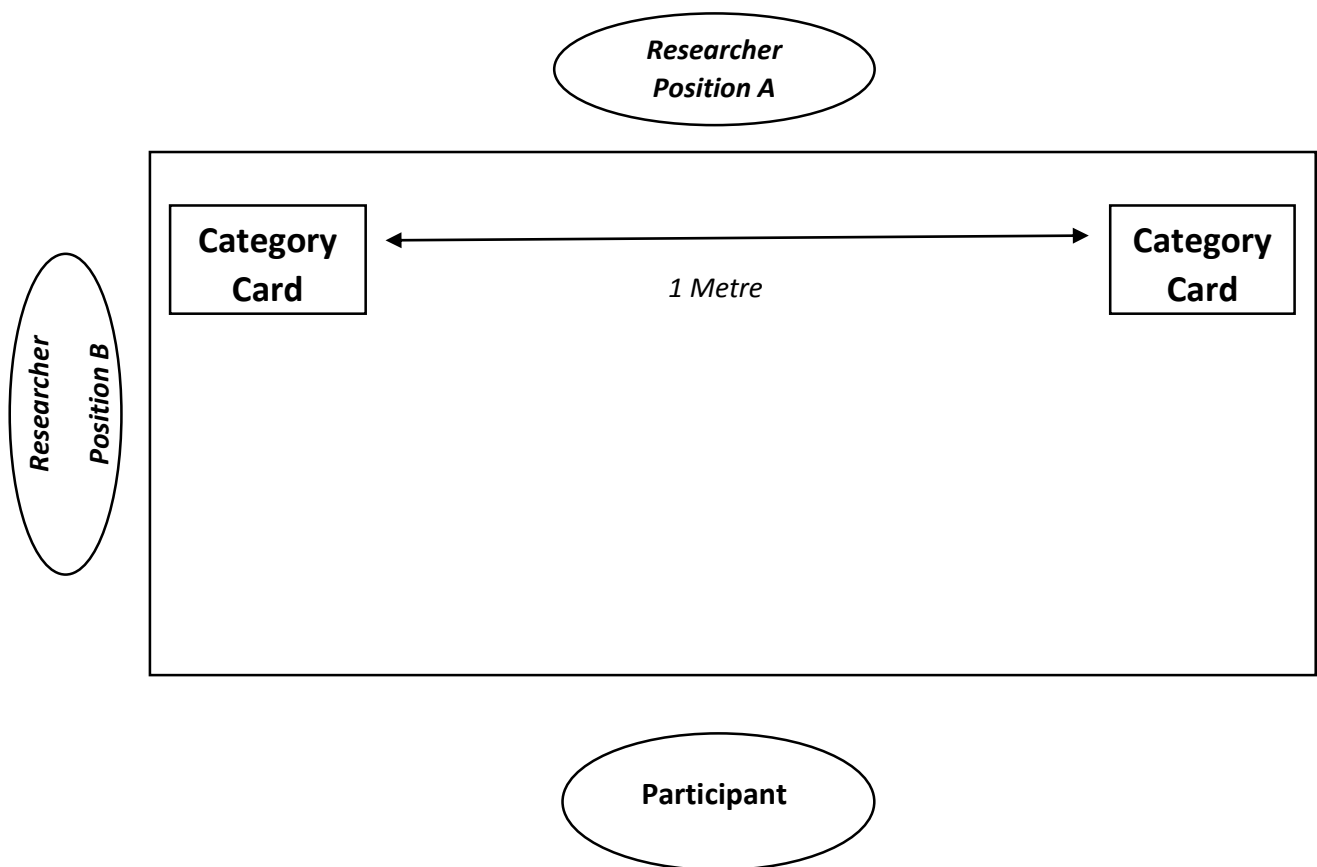 Researcher
Position A
Category
Card
1 Metre
Category
Card
Researcher
Position B
Participant